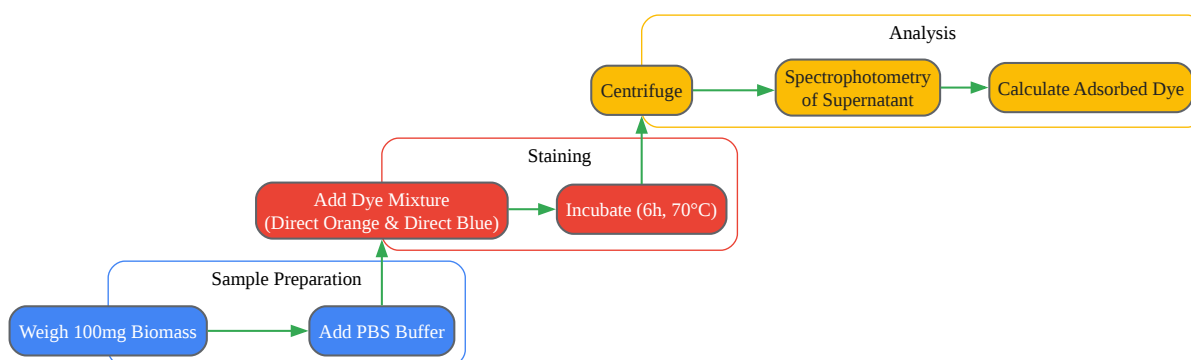 Analysis
Centrifuge
Spectrophotometry
of Supernatant
Calculate Adsorbed Dye
Staining
Add Dye Mixture
(Direct Orange & Direct Blue)
Incubate (6h, 70°C)
Sample Preparation
Weigh 100mg Biomass
Add PBS Buffer